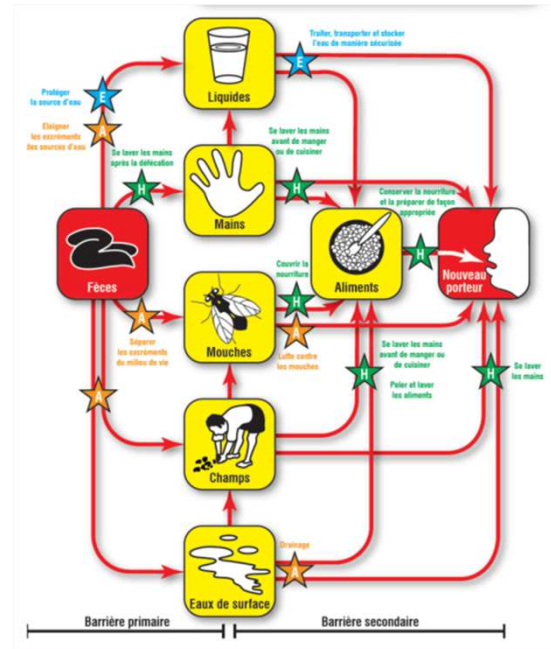 Traiter, transporter et stocker
l'eau de manière sécurisée
E
Liquides
Protéger
la source d'eau
E
Eloigner
les excréments
des sources d'eau
A
Se laver les mains
après la défécation
H
Se laver les mains
avant de manger
ou de cuisiner
H
Mains
Conserver la nourriture
et la préparer de façon
appropriée
H
Fèces
Aliments
Nouveau
porteur
Couvrir la
nourriture
H
A
Mouches
A
Séparer
les excréments
du milieu de vie
Lutte contre
les mouches
Se laver les mains
avant de manger ou
de cuisiner
H
Peler et laver
les aliments
H
Se laver
les mains
A
Champs
Drainage
A
Eaux de surface
Barrière primaire
Barrière secondaire